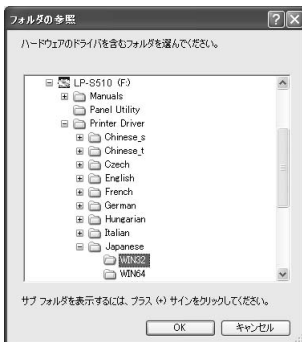 フォルダの参照
ハードウェアのドライバを含むフォルダを選んでください。
LP-S510 (F:)
Manuals
Panel Utility
Printer Driver
Chinese_s
Chinese_t
Czech
English
French
German
Hungarian
Italian
Japanese
WIN32
WIN64
サブ フォルダを表示するには、プラス (+) サインをクリックしてください。
OK キャンセル